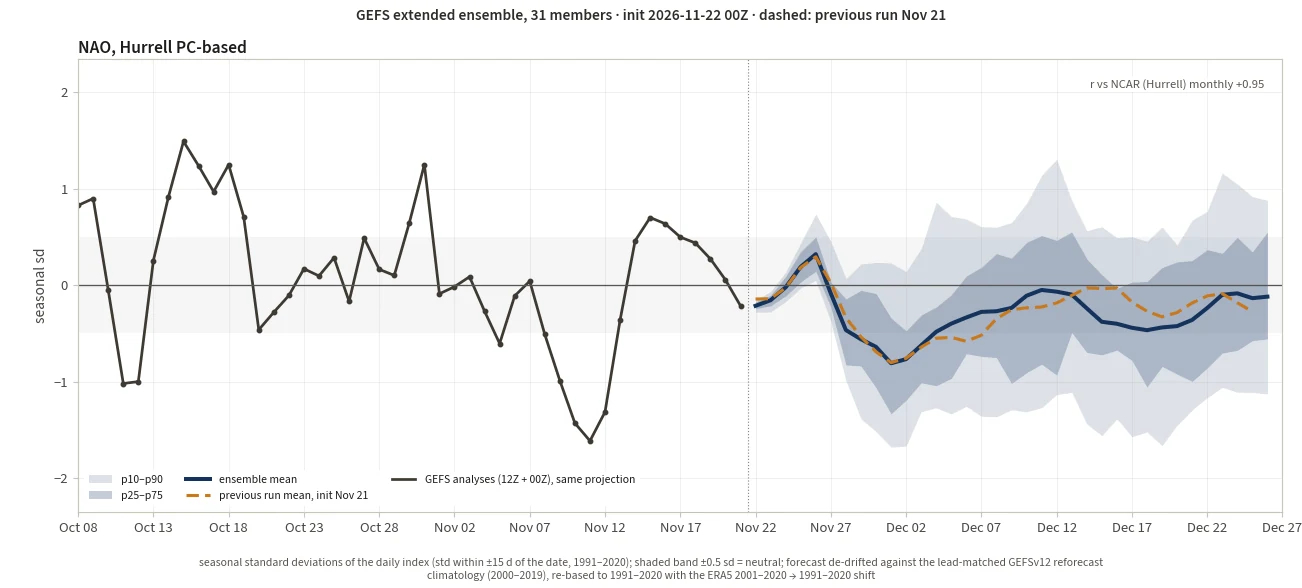 GEFS extended ensemble, 31 members · init 2026-11-22 00Z · dashed: previous run Nov 21
NAO, Hurrell PC-based
r vs NCAR (Hurrell) monthly +0.95
seasonal sd
2
1
0
−1
−2
p10–p90
ensemble mean
GEFS analyses (12Z + 00Z), same projection
p25–p75
previous run mean, init Nov 21
Oct 08 Oct 13 Oct 18 Oct 23 Oct 28 Nov 02 Nov 07 Nov 12 Nov 17 Nov 22 Nov 27 Dec 02 Dec 07 Dec 12 Dec 17 Dec 22 Dec 27
seasonal standard deviations of the daily index (std within ±15 d of the date, 1991–2020); shaded band ±0.5 sd = neutral; forecast de-drifted against the lead-matched GEFSv12 reforecast
climatology (2000–2019), re-based to 1991–2020 with the ERA5 2001–2020 → 1991–2020 shift